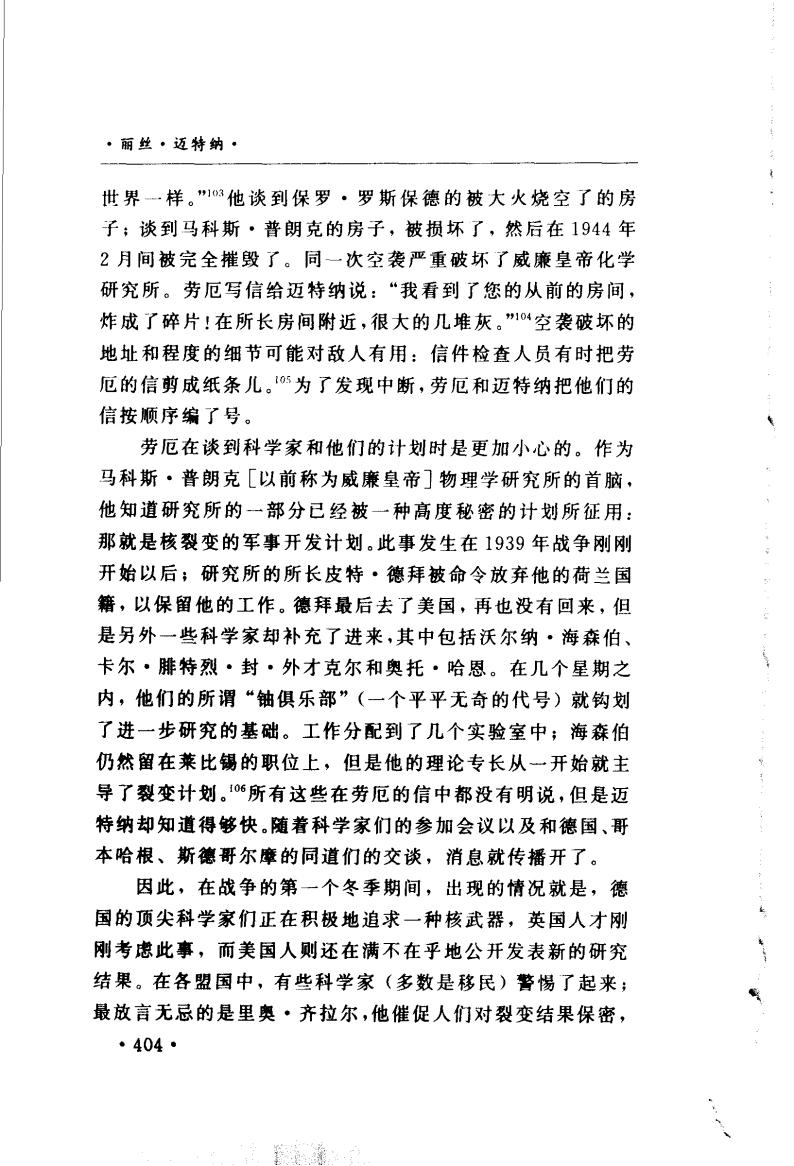 ·丽丝·迈特纳·
世界一样。”103他谈到保罗·罗斯保德的被大火烧空了的房
子；谈到马科斯·普朗克的房子，被损坏了，然后在1944年
2月间被完全摧毁了。同一次空袭严重破坏了威廉皇帝化学
研究所。劳厄写信给迈特纳说：“我看到了您的从前的房间，
炸成了碎片！在所长房间附近，很大的几堆灰。”104空袭破坏的
地址和程度的细节可能对敌人有用：信件检查人员有时把劳
厄的信剪成纸条儿。105为了发现中断，劳厄和迈特纳把他们的
信按顺序编了号。
劳厄在谈到科学家和他们的计划时是更加小心的。作为
马科斯·普朗克［以前称为威廉皇帝］物理学研究所的首脑，
他知道研究所的一部分已经被一种高度秘密的计划所征用：
那就是核裂变的军事开发计划。此事发生在1939年战争刚刚
开始以后；研究所的所长皮特·德拜被命令放弃他的荷兰国
籍，以保留他的工作。德拜最后去了美国，再也没有回来，但
是另外一些科学家却补充了进来，其中包括沃尔纳·海森伯、
卡尔·腓特烈·封·外才克尔和奥托·哈恩。在几个星期之
内，他们的所谓“铀俱乐部”（一个平平无奇的代号）就钩划
了进一步研究的基础。工作分配到了几个实验室中；海森伯
仍然留在莱比锡的职位上，但是他的理论专长从一开始就主
导了裂变计划。106所有这些在劳厄的信中都没有明说，但是迈
特纳却知道得够快。随着科学家们的参加会议以及和德国、哥
本哈根、斯德哥尔摩的同道们的交谈，消息就传播开了。
因此，在战争的第一个冬季期间，出现的情况就是，德
国的顶尖科学家们正在积极地追求一种核武器，英国人才刚
刚考虑此事，而美国人则还在满不在乎地公开发表新的研究
结果。在各盟国中，有些科学家（多数是移民）警惕了起来；
最放言无忌的是里奥·齐拉尔，他催促人们对裂变结果保密，
·404·